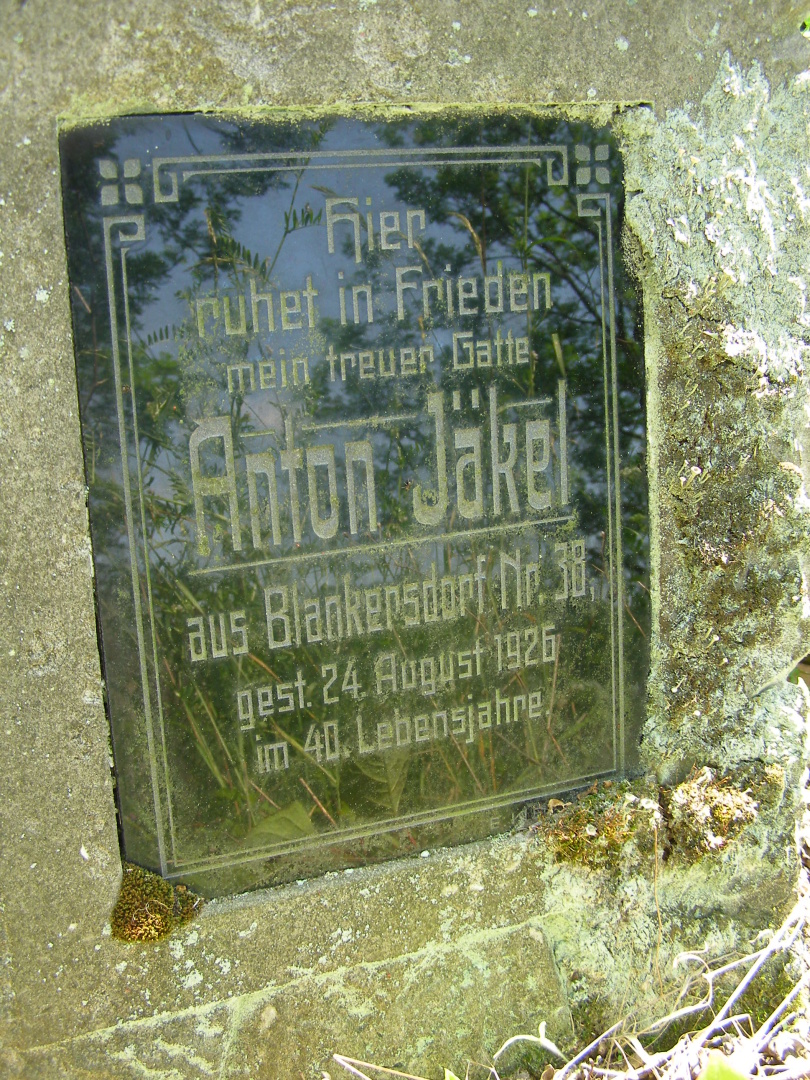 Hier
ruhet in Frieden
mein treuer Gatte
Anton Jäkel
aus Blankersdorf Nr. 38,
gest. 24. August 1926
im 40. Lebensjahre.